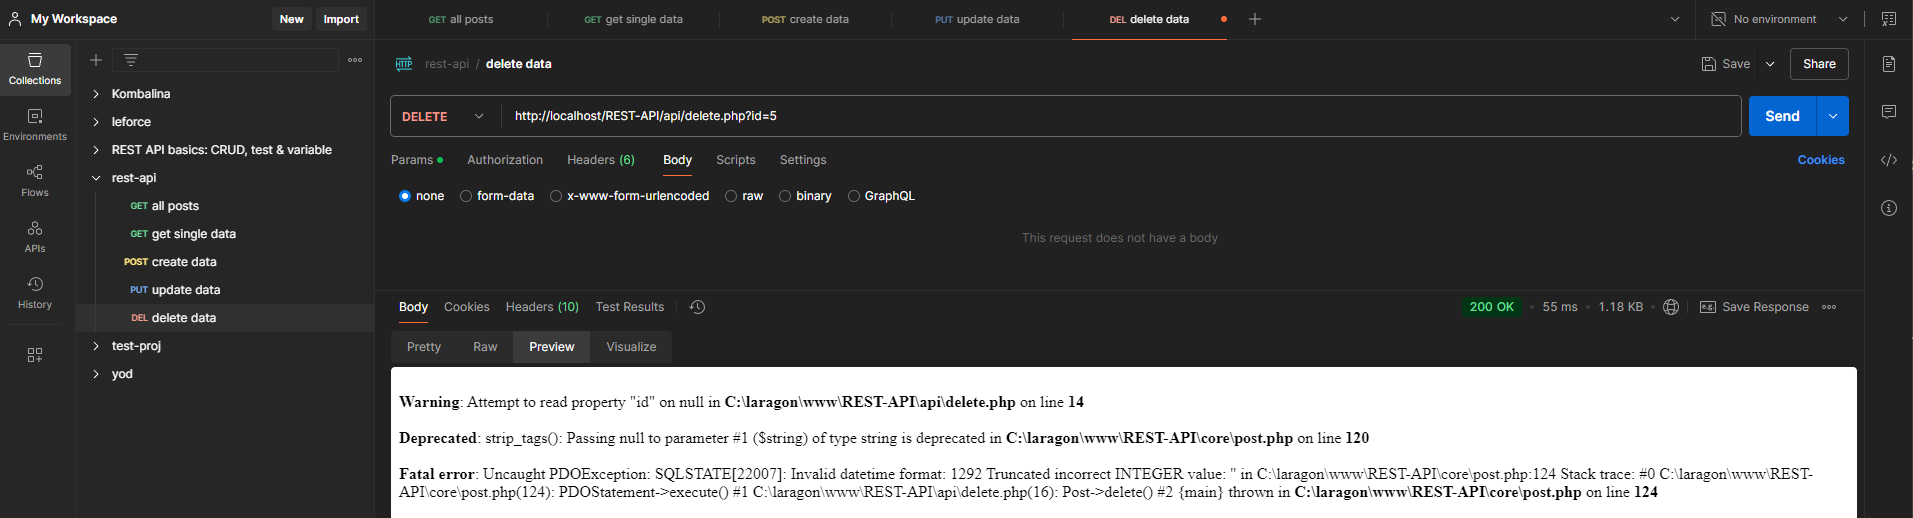 My Workspace
New
Import
GET all posts
GET get single data
POST create data
PUT update data
DEL delete data
No environment
Collections
Environments
Flows
APIs
History
Kombalina
leforce
REST API basics: CRUD, test & variable
rest-api
GET all posts
GET get single data
POST create data
PUT update data
DEL delete data
test-proj
yod
HTTP rest-api / delete data
Save
Share
DELETE
http://localhost/REST-API/api/delete.php?id=5
Send
Params
Authorization
Headers (6)
Body
Scripts
Settings
Cookies
none
form-data
x-www-form-urlencoded
raw
binary
GraphQL
This request does not have a body
Body
Cookies
Headers (10)
Test Results
200 OK
55 ms
1.18 KB
e.g.
Save Response
Pretty
Raw
Preview
Visualize
Warning: Attempt to read property "id" on null in C:\laragon\www\REST-API\api\delete.php on line 14
Deprecated: strip_tags(): Passing null to parameter #1 ($string) of type string is deprecated in C:\laragon\www\REST-API\core\post.php on line 120
Fatal error: Uncaught PDOException: SQLSTATE[22007]: Invalid datetime format: 1292 Truncated incorrect INTEGER value: '' in C:\laragon\www\REST-API\core\post.php:124 Stack trace: #0 C:\laragon\www\REST-
API\core\post.php(124): PDOStatement->execute() #1 C:\laragon\www\REST-API\api\delete.php(16): Post->delete() #2 {main} thrown in C:\laragon\www\REST-API\core\post.php on line 124